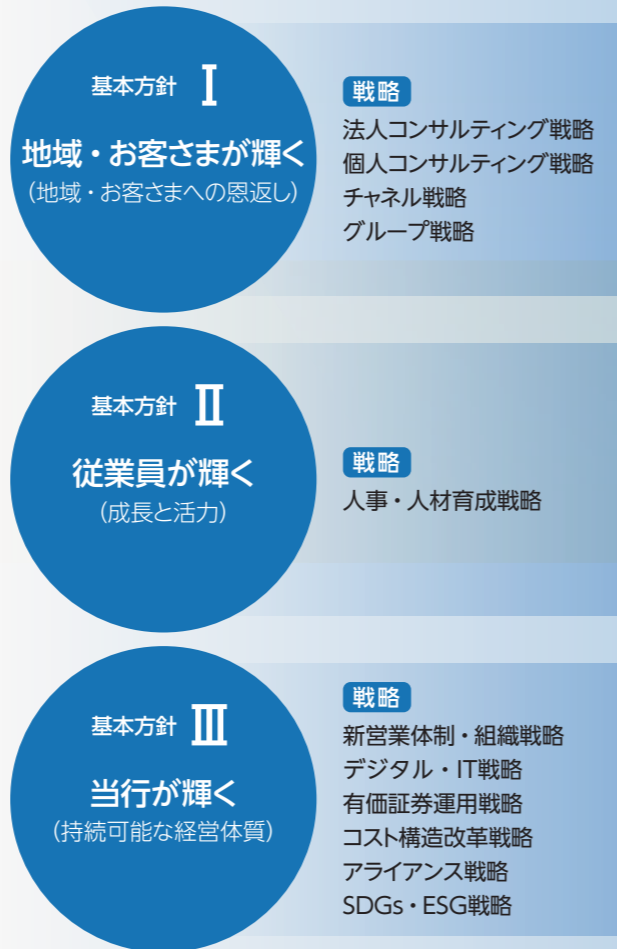 基本方針 Ⅰ
地域・お客さまが輝く
(地域・お客さまへの恩返し)
戦略
法人コンサルティング戦略
個人コンサルティング戦略
チャネル戦略
グループ戦略
基本方針 Ⅱ
従業員が輝く
(成長と活力)
戦略
人事・人材育成戦略
基本方針 Ⅲ
当行が輝く
(持続可能な経営体質)
戦略
新営業体制・組織戦略
デジタル・IT戦略
有価証券運用戦略
コスト構造改革戦略
アライアンス戦略
SDGs・ESG戦略